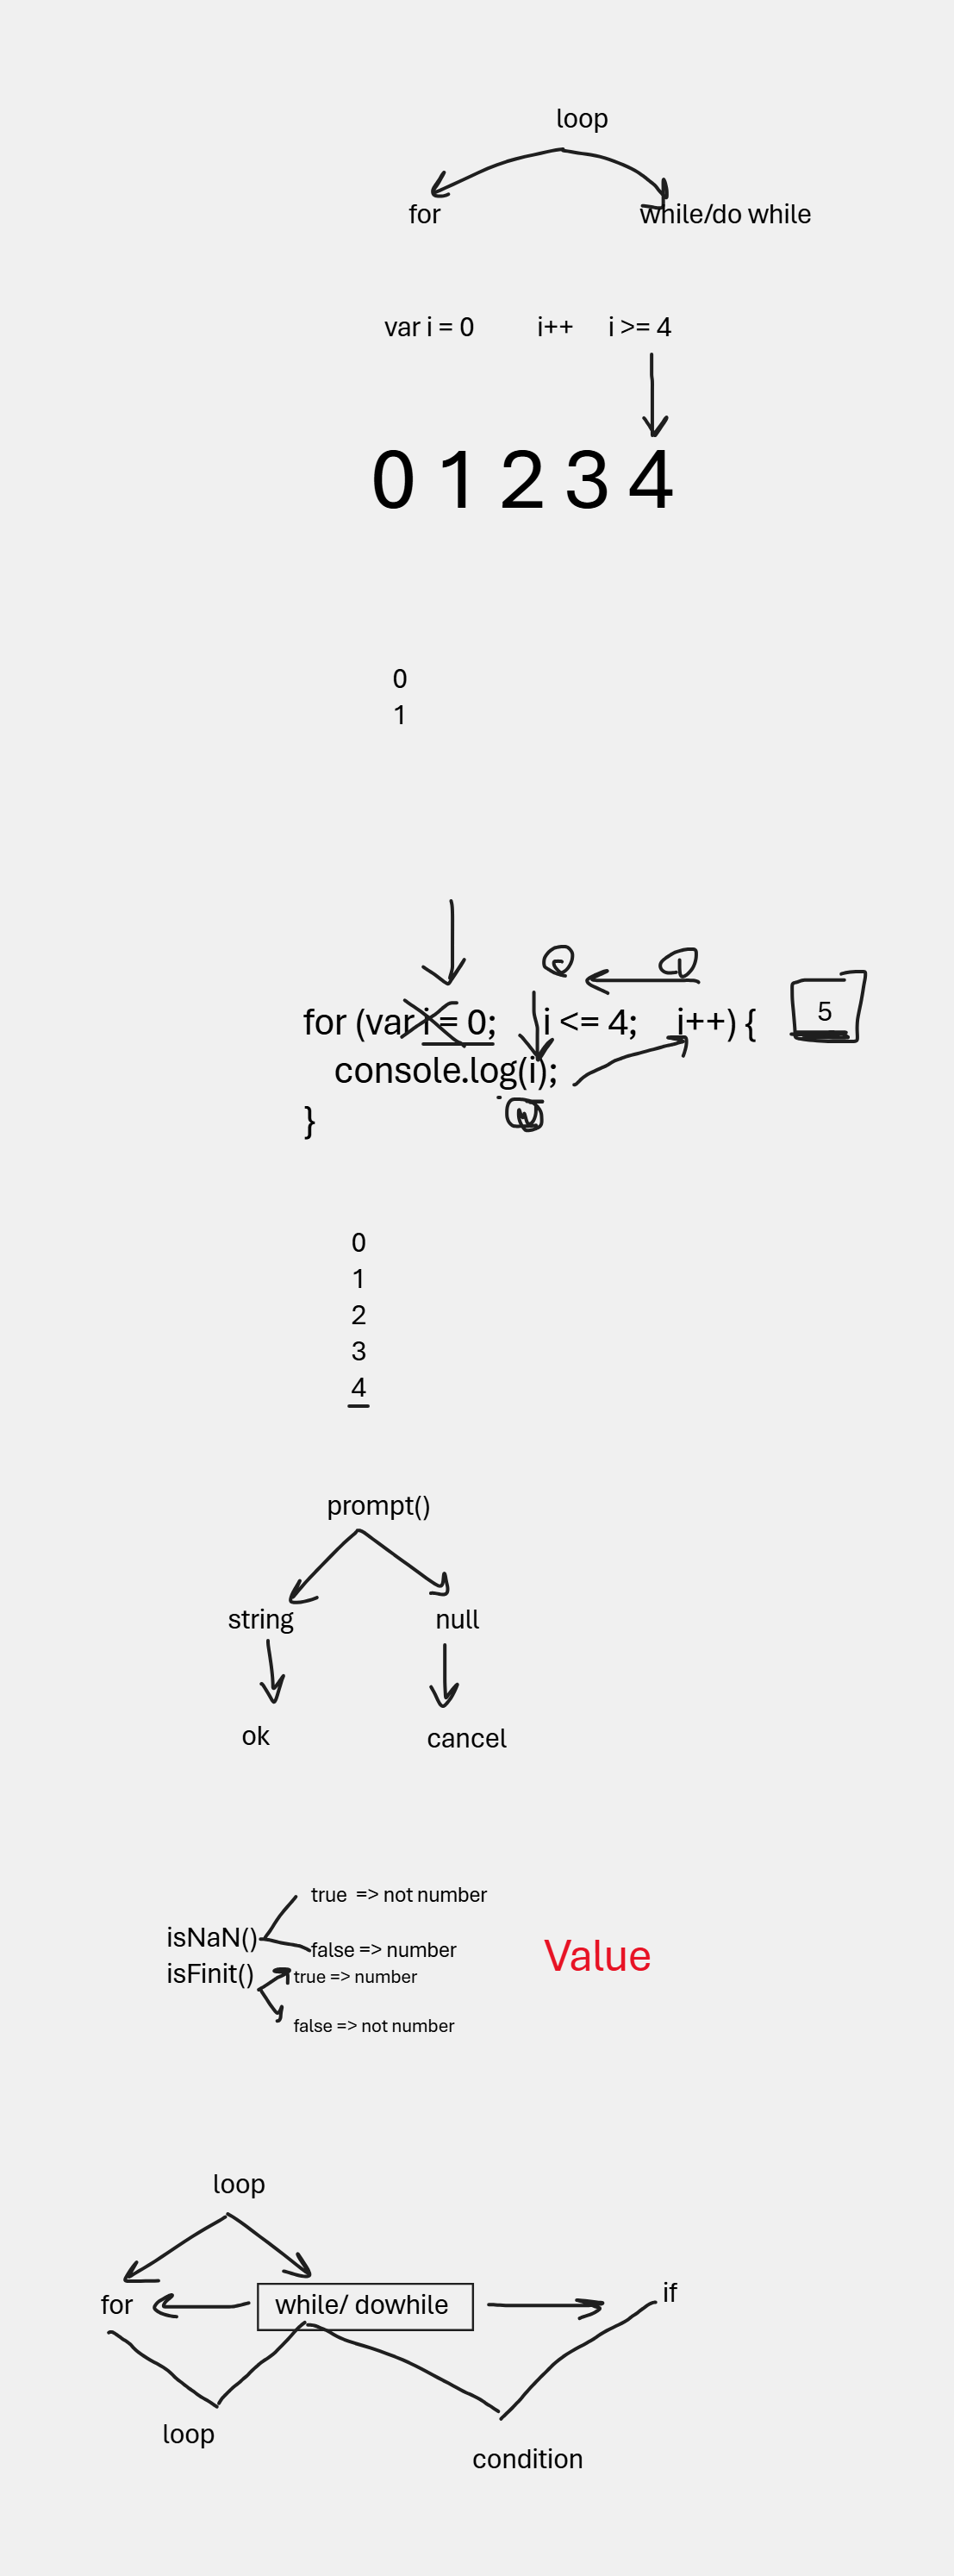 loop
for while/do while
var i = 0 i++ i >= 4
0 1 2 3 4
0
1
for (var i = 0; i <= 4; i++) { 5
console.log(i);
}
0
1
2
3
4
prompt()
string null
ok cancel
true => not number
isNaN()
false => number
Value
isFinit()
true => number
false => not number
loop
for while/ dowhile if
loop
condition